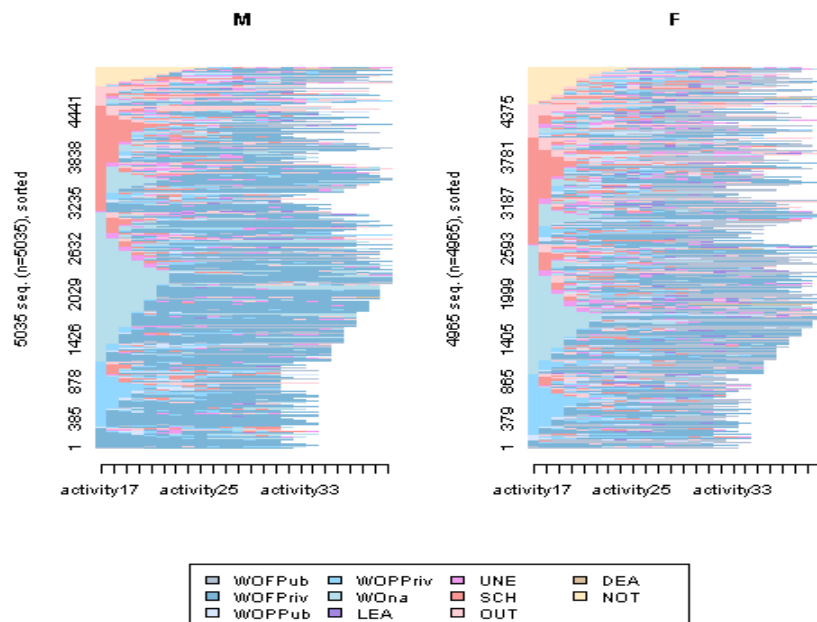 M
F
5035 seq. (n=5035), sorted
1 385 878 1426 2029 2632 3235 3838 4441
activity17 activity25 activity33
4965 seq. (n=4965), sorted
1 379 865 1405 1999 2593 3187 3781 4375
activity17 activity25 activity33
WOFPub WOPPriv UNE DEA
WOFPriv WOna SCH NOT
WOPPub LEA OUT